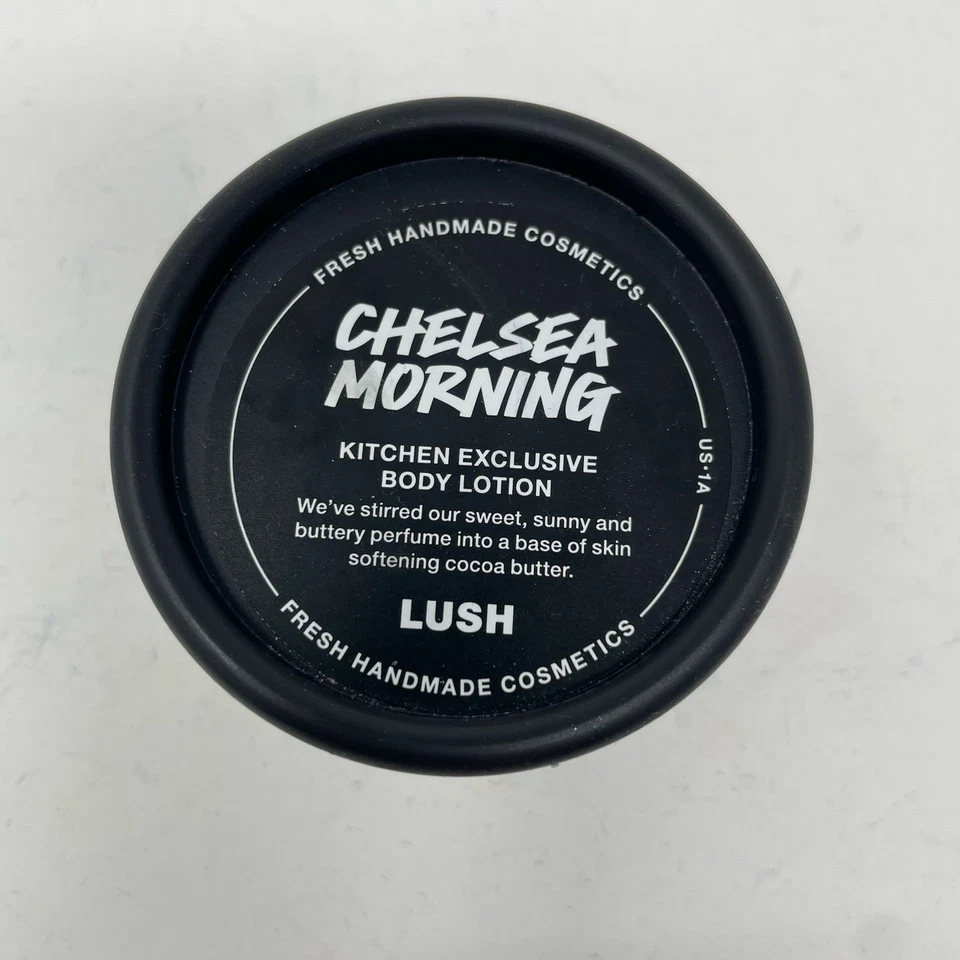 FRESH HANDMADE COSMETICS
CHELSEA
MORNING
KITCHEN EXCLUSIVE
BODY LOTION
We've stirred our sweet, sunny and
buttery perfume into a base of skin
softening cocoa butter.
LUSH
US·1A
FRESH HANDMADE COSMETICS